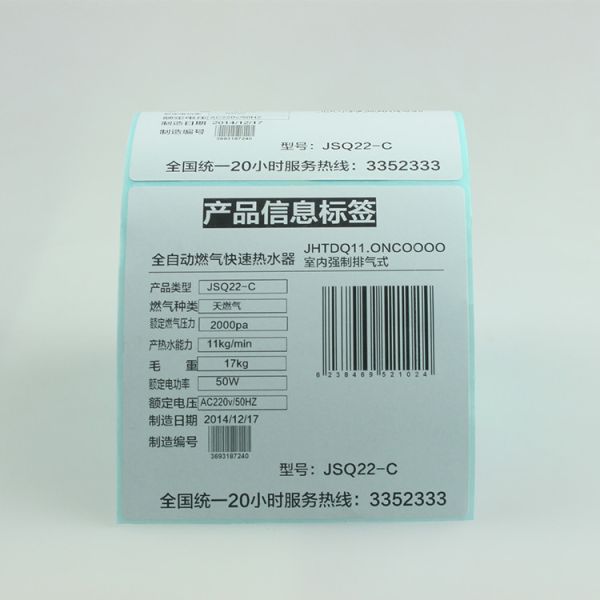 额定电压 AC220v/50HZ
制造日期 2014/12/17
制造编号
3693187240
型号：JSQ22-C
全国统一20小时服务热线：3352333
产品信息标签
JHTDQ11.ONCOOOO
全自动燃气快速热水器 室内强制排气式
产品类型 JSQ22-C
燃气种类 天燃气
额定燃气压力 2000pa
产热水能力 11kg/min
毛 重 17kg
额定电功率 50W
额定电压 AC220v/50HZ
制造日期 2014/12/17
制造编号
3693187240
6238469521024
型号：JSQ22-C
全国统一20小时服务热线：3352333